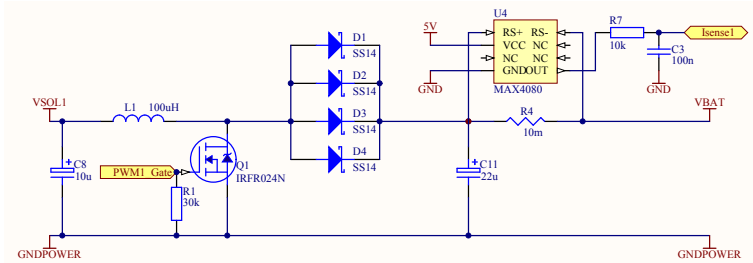 U4
5V
RS+ RS-
VCC NC
NC NC
GNDOUT
MAX4080
GND
R7
10k
Isense1
C3
100n
GND
D1
SS14
D2
SS14
D3
SS14
D4
SS14
VSOL1
L1 100uH
R4
10m
VBAT
C8
10u
PWM1 Gate
Q1
IRFR024N
R1
30k
C11
22u
GNDPOWER
GNDPOWER